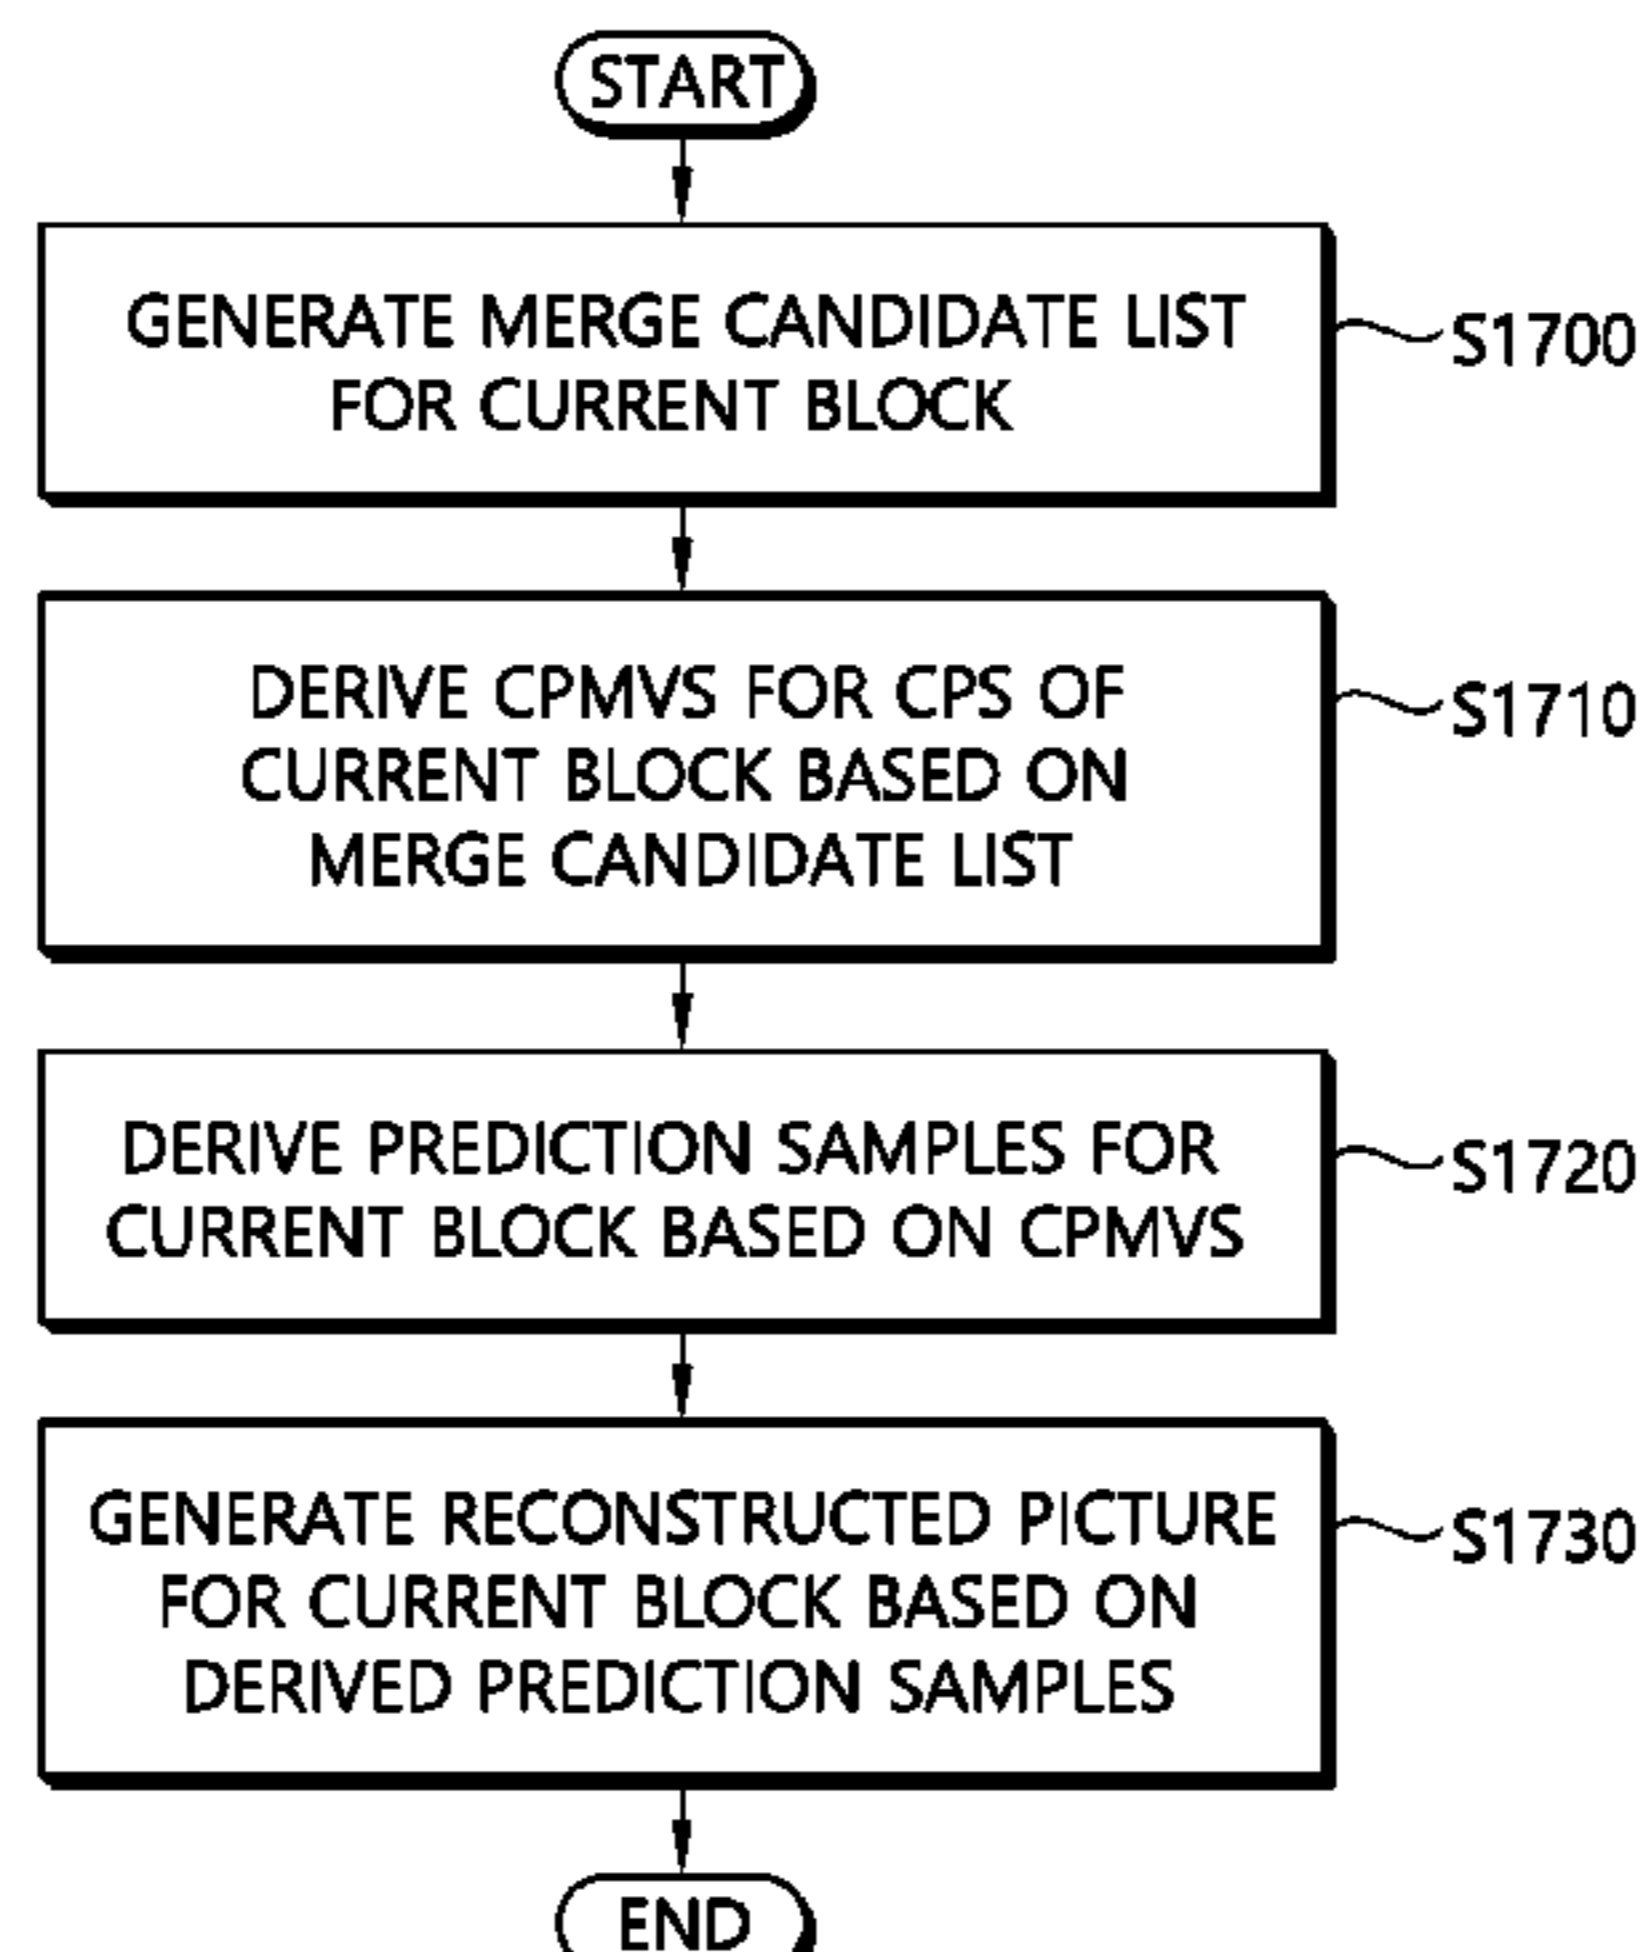 START
GENERATE MERGE CANDIDATE LIST
FOR CURRENT BLOCK
S1700
DERIVE CPMVS FOR CPS OF
CURRENT BLOCK BASED ON
MERGE CANDIDATE LIST
S1710
DERIVE PREDICTION SAMPLES FOR
CURRENT BLOCK BASED ON CPMVS
S1720
GENERATE RECONSTRUCTED PICTURE
FOR CURRENT BLOCK BASED ON
DERIVED PREDICTION SAMPLES
S1730
END